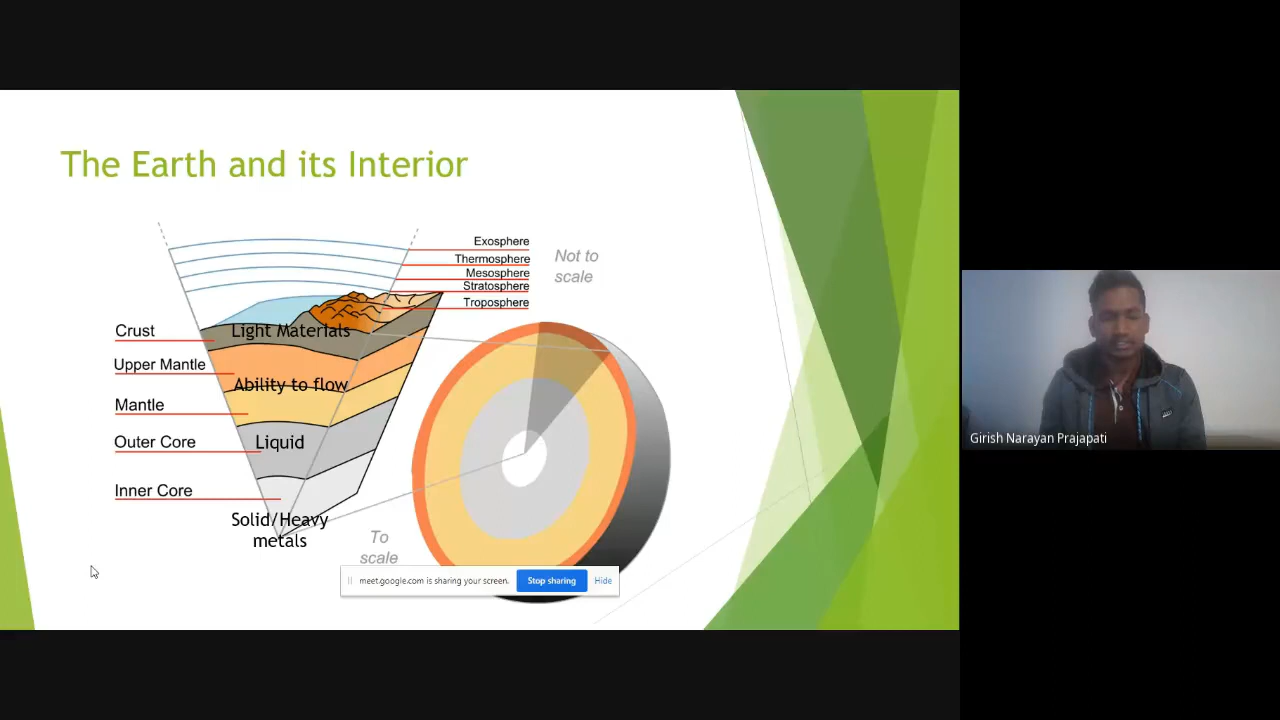 The Earth and its Interior
Exosphere
Thermosphere
Mesosphere
Stratosphere
Troposphere
Not to
scale
Crust
Light Materials
Upper Mantle
Ability to flow
Mantle
Outer Core
Liquid
Inner Core
Solid/Heavy
metals
To
scale
meet.google.com is sharing your screen.
Stop sharing
Hide
Girish Narayan Prajapati